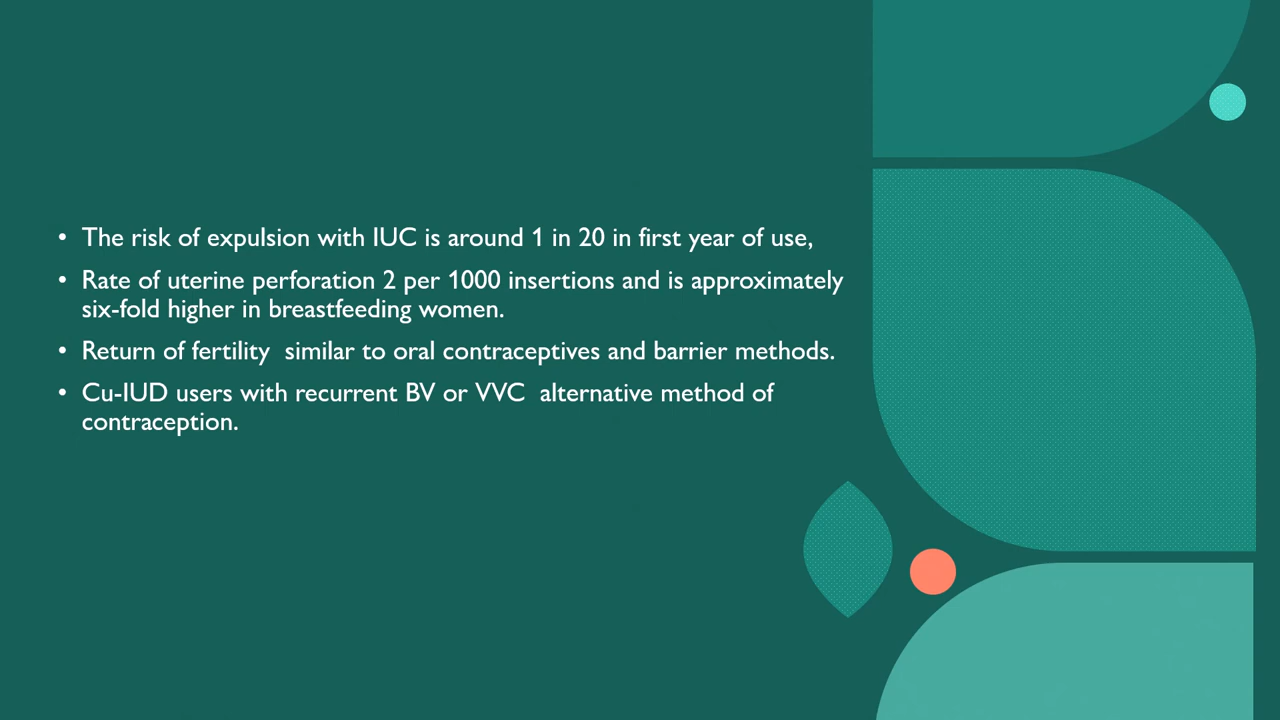 • The risk of expulsion with IUC is around 1 in 20 in first year of use,
• Rate of uterine perforation 2 per 1000 insertions and is approximately
six-fold higher in breastfeeding women.
• Return of fertility  similar to oral contraceptives and barrier methods.
• Cu-IUD users with recurrent BV or VVC  alternative method of
contraception.